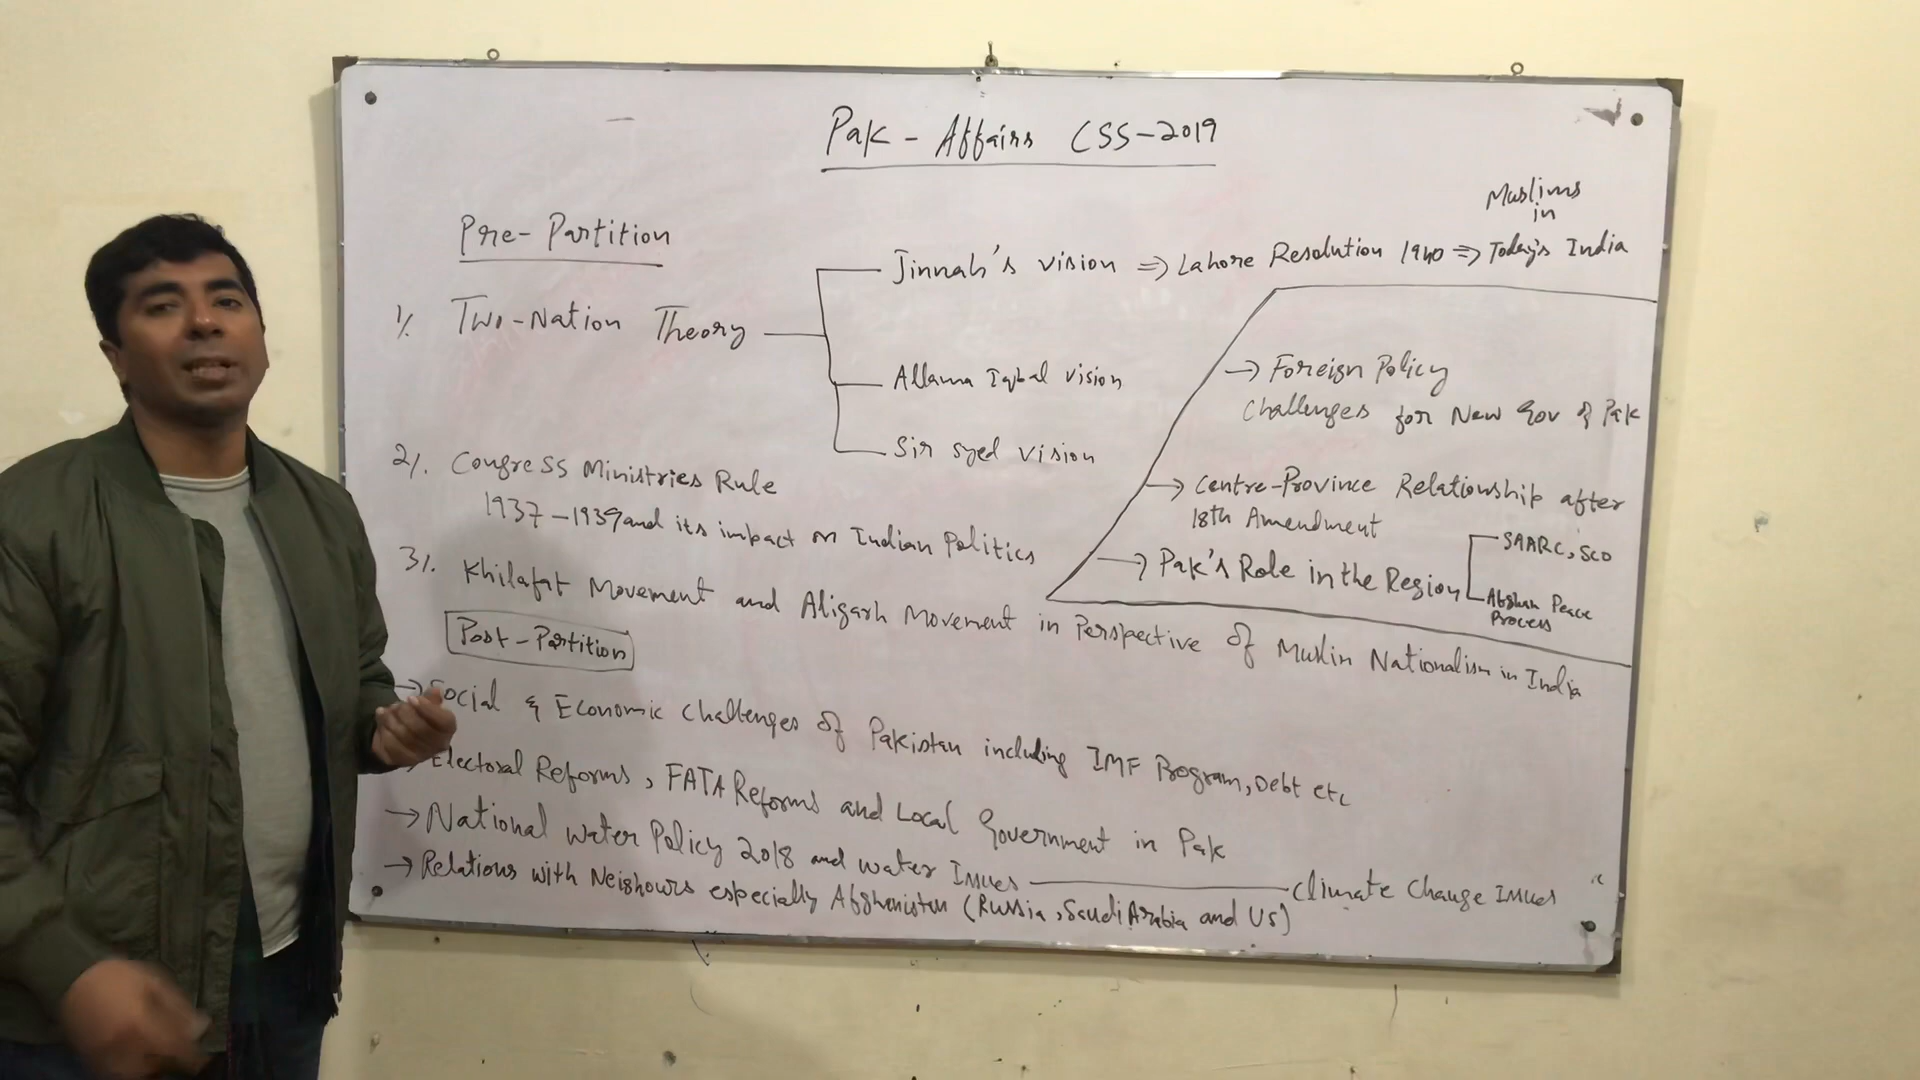 Pak - Affairs CSS-2019
Pre-Partition
1/. Two-Nation Theory
Jinnah's vision => Lahore Resolution 1940 => Muslims in Today's India
Allama Iqbal vision
Sir Syed vision
2/. Congress Ministries Rule
1937-1939 and its impact on Indian Politics
3/. Khilafat Movement and Aligarh Movement in Perspective of Muslim Nationalism in India
→ Foreign Policy
Challenges for New Gov of Pak
→ Centre-Province Relationship after
18th Amendment
→ Pak's Role in the Region
SAARC, SCO
Afghan Peace
Process
Post-Partition
→ Social & Economic Challenges of Pakistan including IMF Program, Debt etc
→ Electoral Reforms, FATA Reforms and Local Government in Pak
→ National water Policy 2018 and water Issues — Climate Change Issues
→ Relations with Neighours especially Afghanistan (Russia, Saudi Arabia and US)